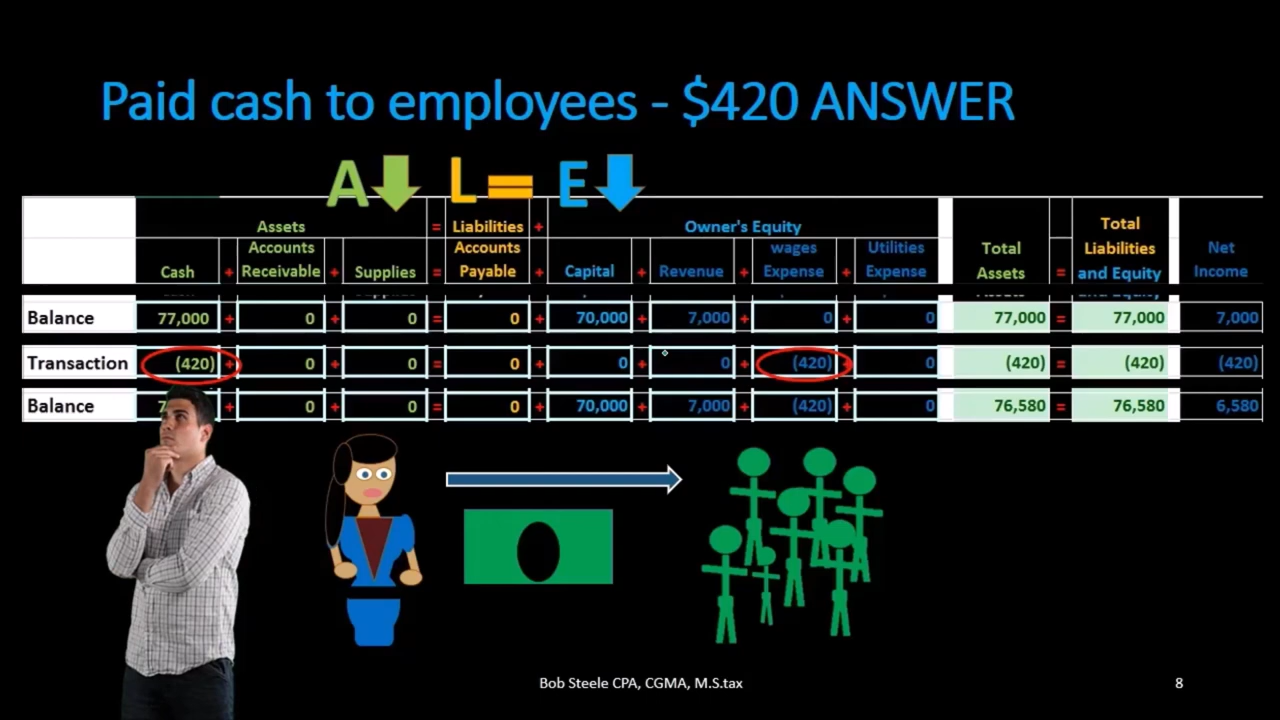 Paid cash to employees - $420 ANSWER
A L = E
Assets = Liabilities + Owner's Equity Total Assets = Total Liabilities and Equity Net Income
Cash + Accounts Receivable + Supplies = Accounts Payable + Capital + Revenue + wages Expense + Utilities Expense
Balance 77,000 + 0 + 0 = 0 + 70,000 + 7,000 + 0 + 0 77,000 = 77,000 7,000
Transaction (420) + 0 + 0 = 0 + 0 + 0 + (420) + 0 (420) = (420) (420)
Balance + 0 + 0 = 0 + 70,000 + 7,000 + (420) + 0 76,580 = 76,580 6,580
Bob Steele CPA, CGMA, M.S.tax
8